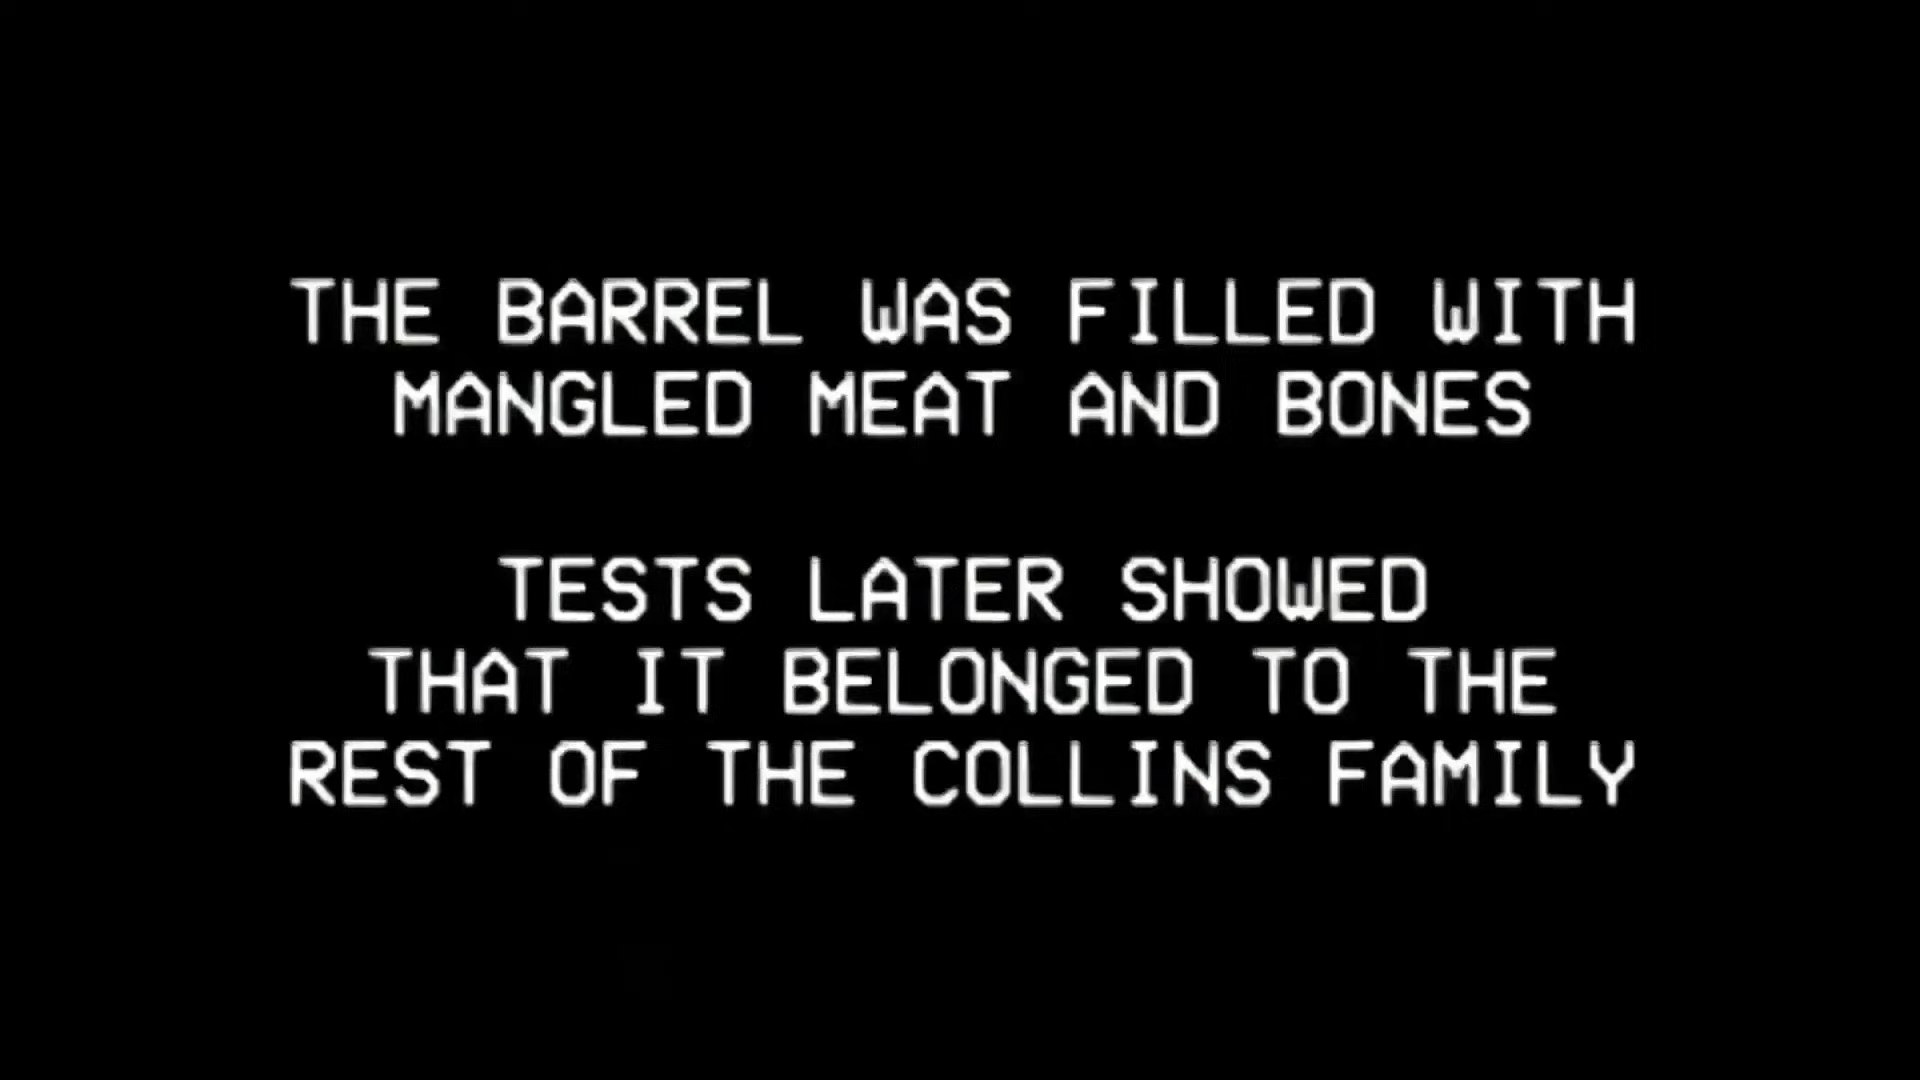 THE BARREL WAS FILLED WITH
MANGLED MEAT AND BONES
TESTS LATER SHOWED
THAT IT BELONGED TO THE
REST OF THE COLLINS FAMILY